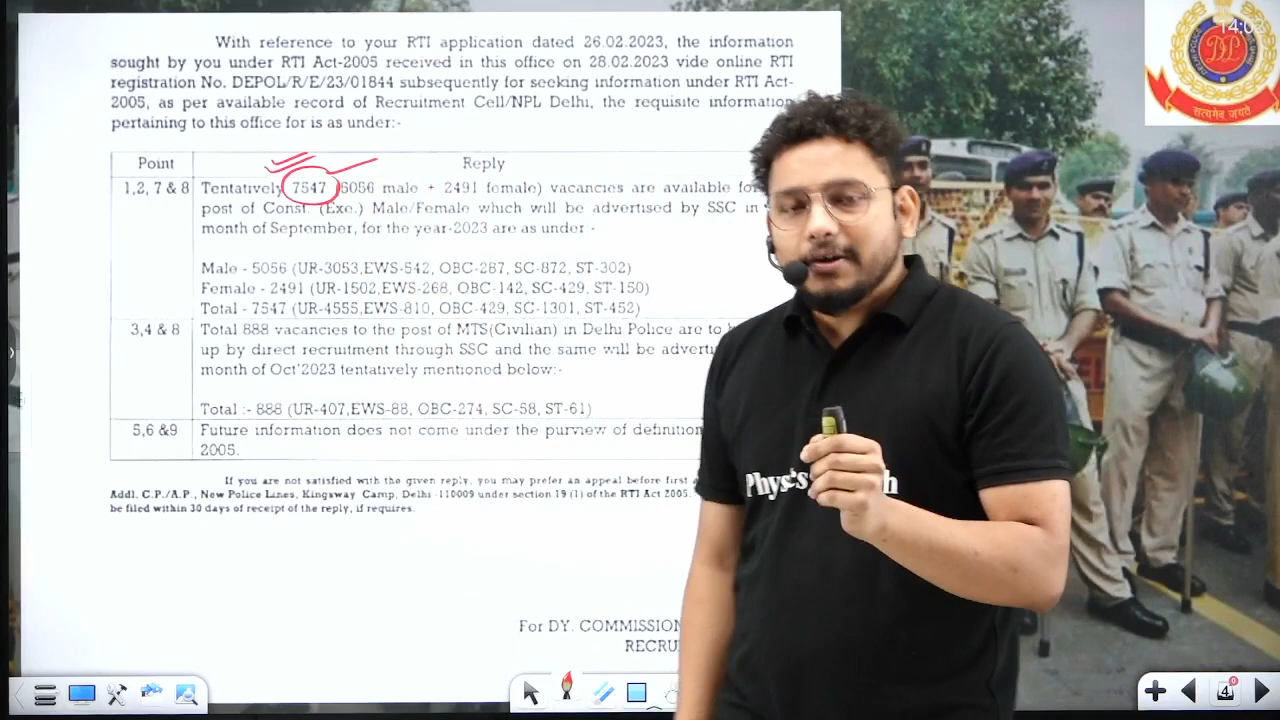 With reference to your RTI application dated 26.02.2023, the information
sought by you under RTI Act-2005 received in this office on 28.02.2023 vide online RTI
registration No. DEPOL/R/E/23/01844 subsequently for seeking information under RTI Act-
2005, as per available record of Recruitment Cell/NPL Delhi, the requisite information
pertaining to this office for is as under:-
Point Reply
1,2, 7 & 8 Tentatively 7547 (5056 male + 2491 female) vacancies are available for
post of Const. (Exe.) Male/Female which will be advertised by SSC in
month of September, for the year-2023 are as under -
Male - 5056 (UR-3053,EWS-542, OBC-287, SC-872, ST-302)
Female - 2491 (UR-1502,EWS-268, OBC-142, SC-429, ST-150)
Total - 7547 (UR-4555,EWS-810, OBC-429, SC-1301, ST-452)
3,4 & 8 Total 888 vacancies to the post of MTS(Civilian) in Delhi Police are to
up by direct recruitment through SSC and the same will be
month of Oct'2023 tentatively mentioned below:-
Total :- 888 (UR-407,EWS-88, OBC-274, SC-58, ST-61)
5,6 &9 Future information does not come under the purview of definition
2005.
If you are not satisfied with the given reply, you may prefer an appeal before first
Addl. C.P./A.P., New Police Lines, Kingsway Camp, Delhi-110009 under section 19 (1) of the RTI Act 2005.
be filed within 30 days of receipt of the reply, if requires.
For DY. COMMISSION
RECRU
सत्यमेव जयते
DP
4
0